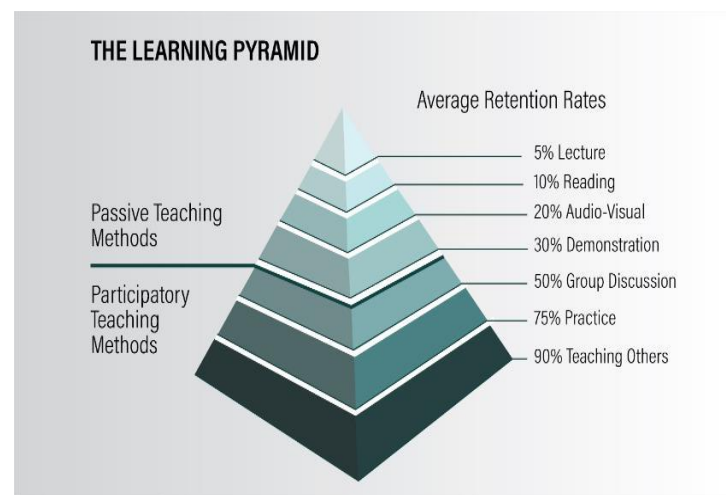 THE LEARNING PYRAMID
Average Retention Rates
5% Lecture
10% Reading
20% Audio-Visual
30% Demonstration
50% Group Discussion
75% Practice
90% Teaching Others
Passive Teaching
Methods
Participatory
Teaching
Methods